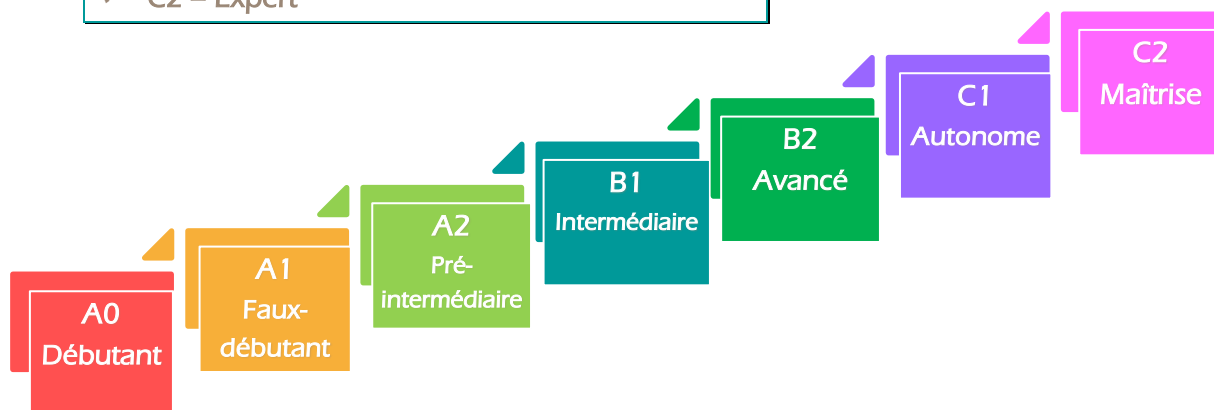 C2 – Expert
C2
Maîtrise
C1
Autonome
B2
Avancé
B1
Intermédiaire
A2
Pré-
intermédiaire
A1
Faux-
débutant
A0
Débutant